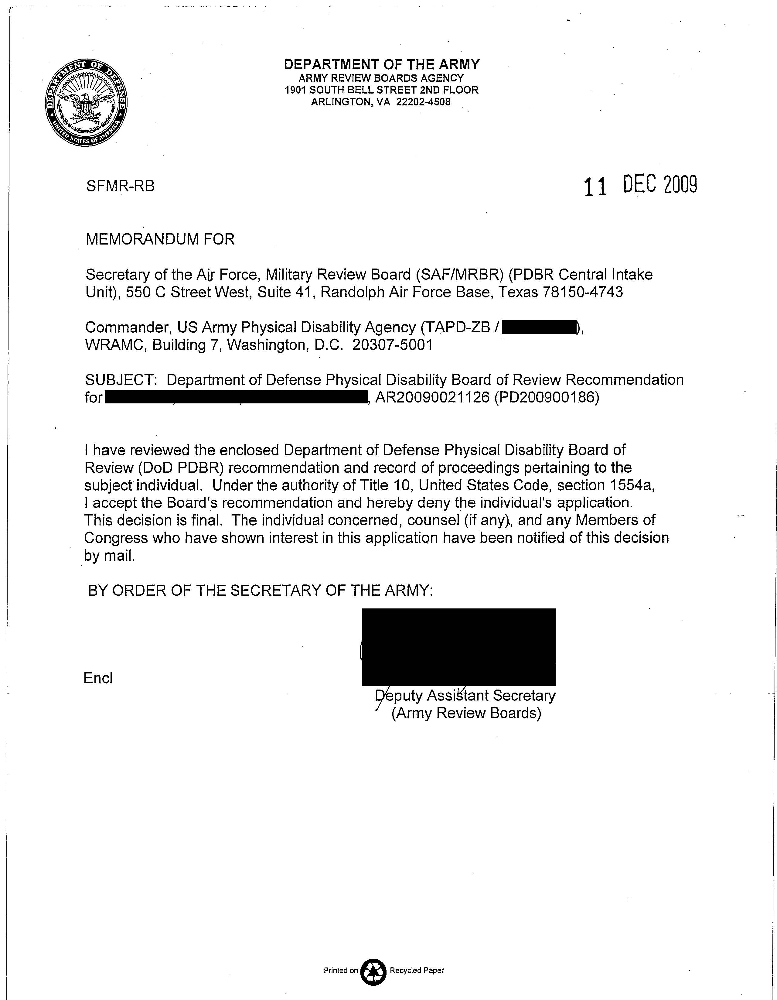 DEPARTMENT OF DEFENSE
UNITED STATES OF AMERICA
DEPARTMENT OF THE ARMY
ARMY REVIEW BOARDS AGENCY
1901 SOUTH BELL STREET 2ND FLOOR
ARLINGTON, VA 22202-4508
SFMR-RB
11 DEC 2009
MEMORANDUM FOR
Secretary of the Air Force, Military Review Board (SAF/MRBR) (PDBR Central Intake
Unit), 550 C Street West, Suite 41, Randolph Air Force Base, Texas 78150-4743
Commander, US Army Physical Disability Agency (TAPD-ZB / ),
WRAMC, Building 7, Washington, D.C. 20307-5001
SUBJECT: Department of Defense Physical Disability Board of Review Recommendation
for , AR20090021126 (PD200900186)
I have reviewed the enclosed Department of Defense Physical Disability Board of
Review (DoD PDBR) recommendation and record of proceedings pertaining to the
subject individual. Under the authority of Title 10, United States Code, section 1554a,
I accept the Board's recommendation and hereby deny the individual's application.
This decision is final. The individual concerned, counsel (if any), and any Members of
Congress who have shown interest in this application have been notified of this decision
by mail.
BY ORDER OF THE SECRETARY OF THE ARMY:
Encl
Deputy Assistant Secretary
(Army Review Boards)
Printed on Recycled Paper